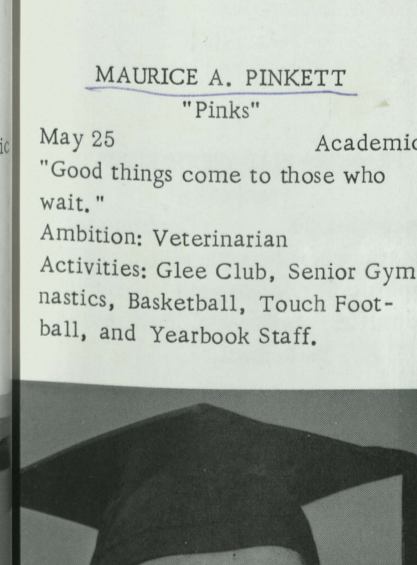 MAURICE A. PINKETT
"Pinks"
May 25 Academic
"Good things come to those who
wait."
Ambition: Veterinarian
Activities: Glee Club, Senior Gym
nastics, Basketball, Touch Foot-
ball, and Yearbook Staff.